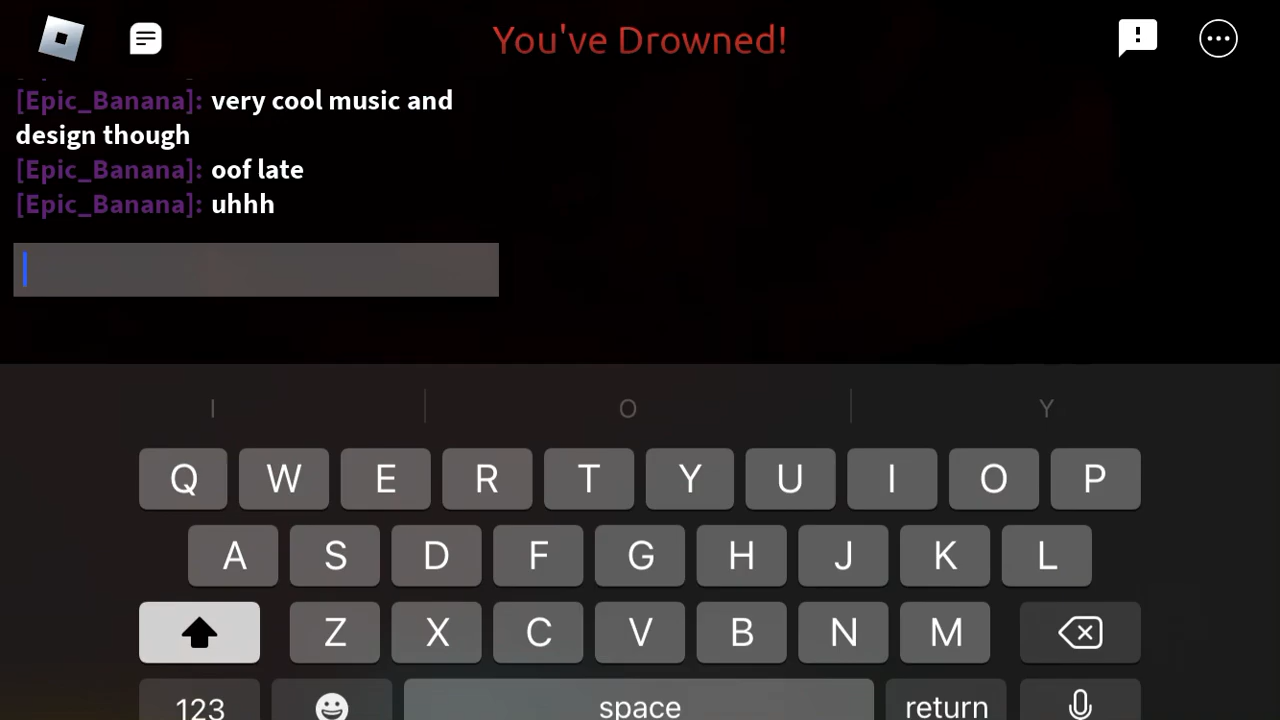 You've Drowned!
[Epic_Banana]: very cool music and
design though
[Epic_Banana]: oof late
[Epic_Banana]: uhhh
I O Y
Q W E R T Y U I O P
A S D F G H J K L
Z X C V B N M
123 space return